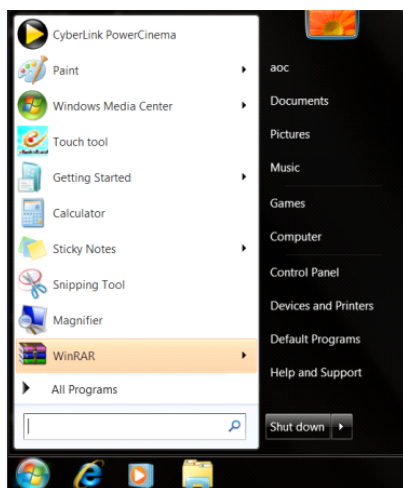 CyberLink PowerCinema
Paint
Windows Media Center
Touch tool
Getting Started
Calculator
Sticky Notes
Snipping Tool
Magnifier
WinRAR
All Programs
aoc
Documents
Pictures
Music
Games
Computer
Control Panel
Devices and Printers
Default Programs
Help and Support
Shut down